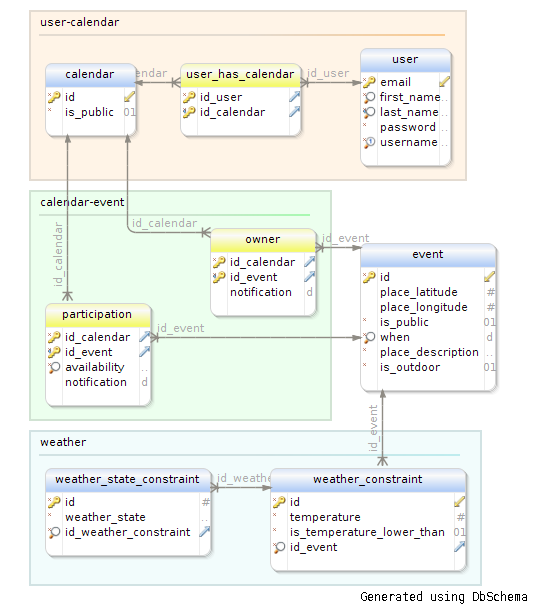 user-calendar
calendar
id
is_public 01
endar
user_has_calendar
id_user
id_calendar
id_user
user
email
first_name..
last_name..
password ..
username..
calendar-event
id_calendar
id_calendar
owner
id_calendar
id_event
notification d
id_event
event
id
place_latitude #
place_longitude #
is_public 01
when d
place_description ..
is_outdoor 01
participation
id_calendar
id_event
availability ..
notification d
id_event
id_event
weather
weather_state_constraint
id #
weather_state ..
id_weather_constraint
id_weathe
weather_constraint
id
temperature #
is_temperature_lower_than 01
id_event
Generated using DbSchema